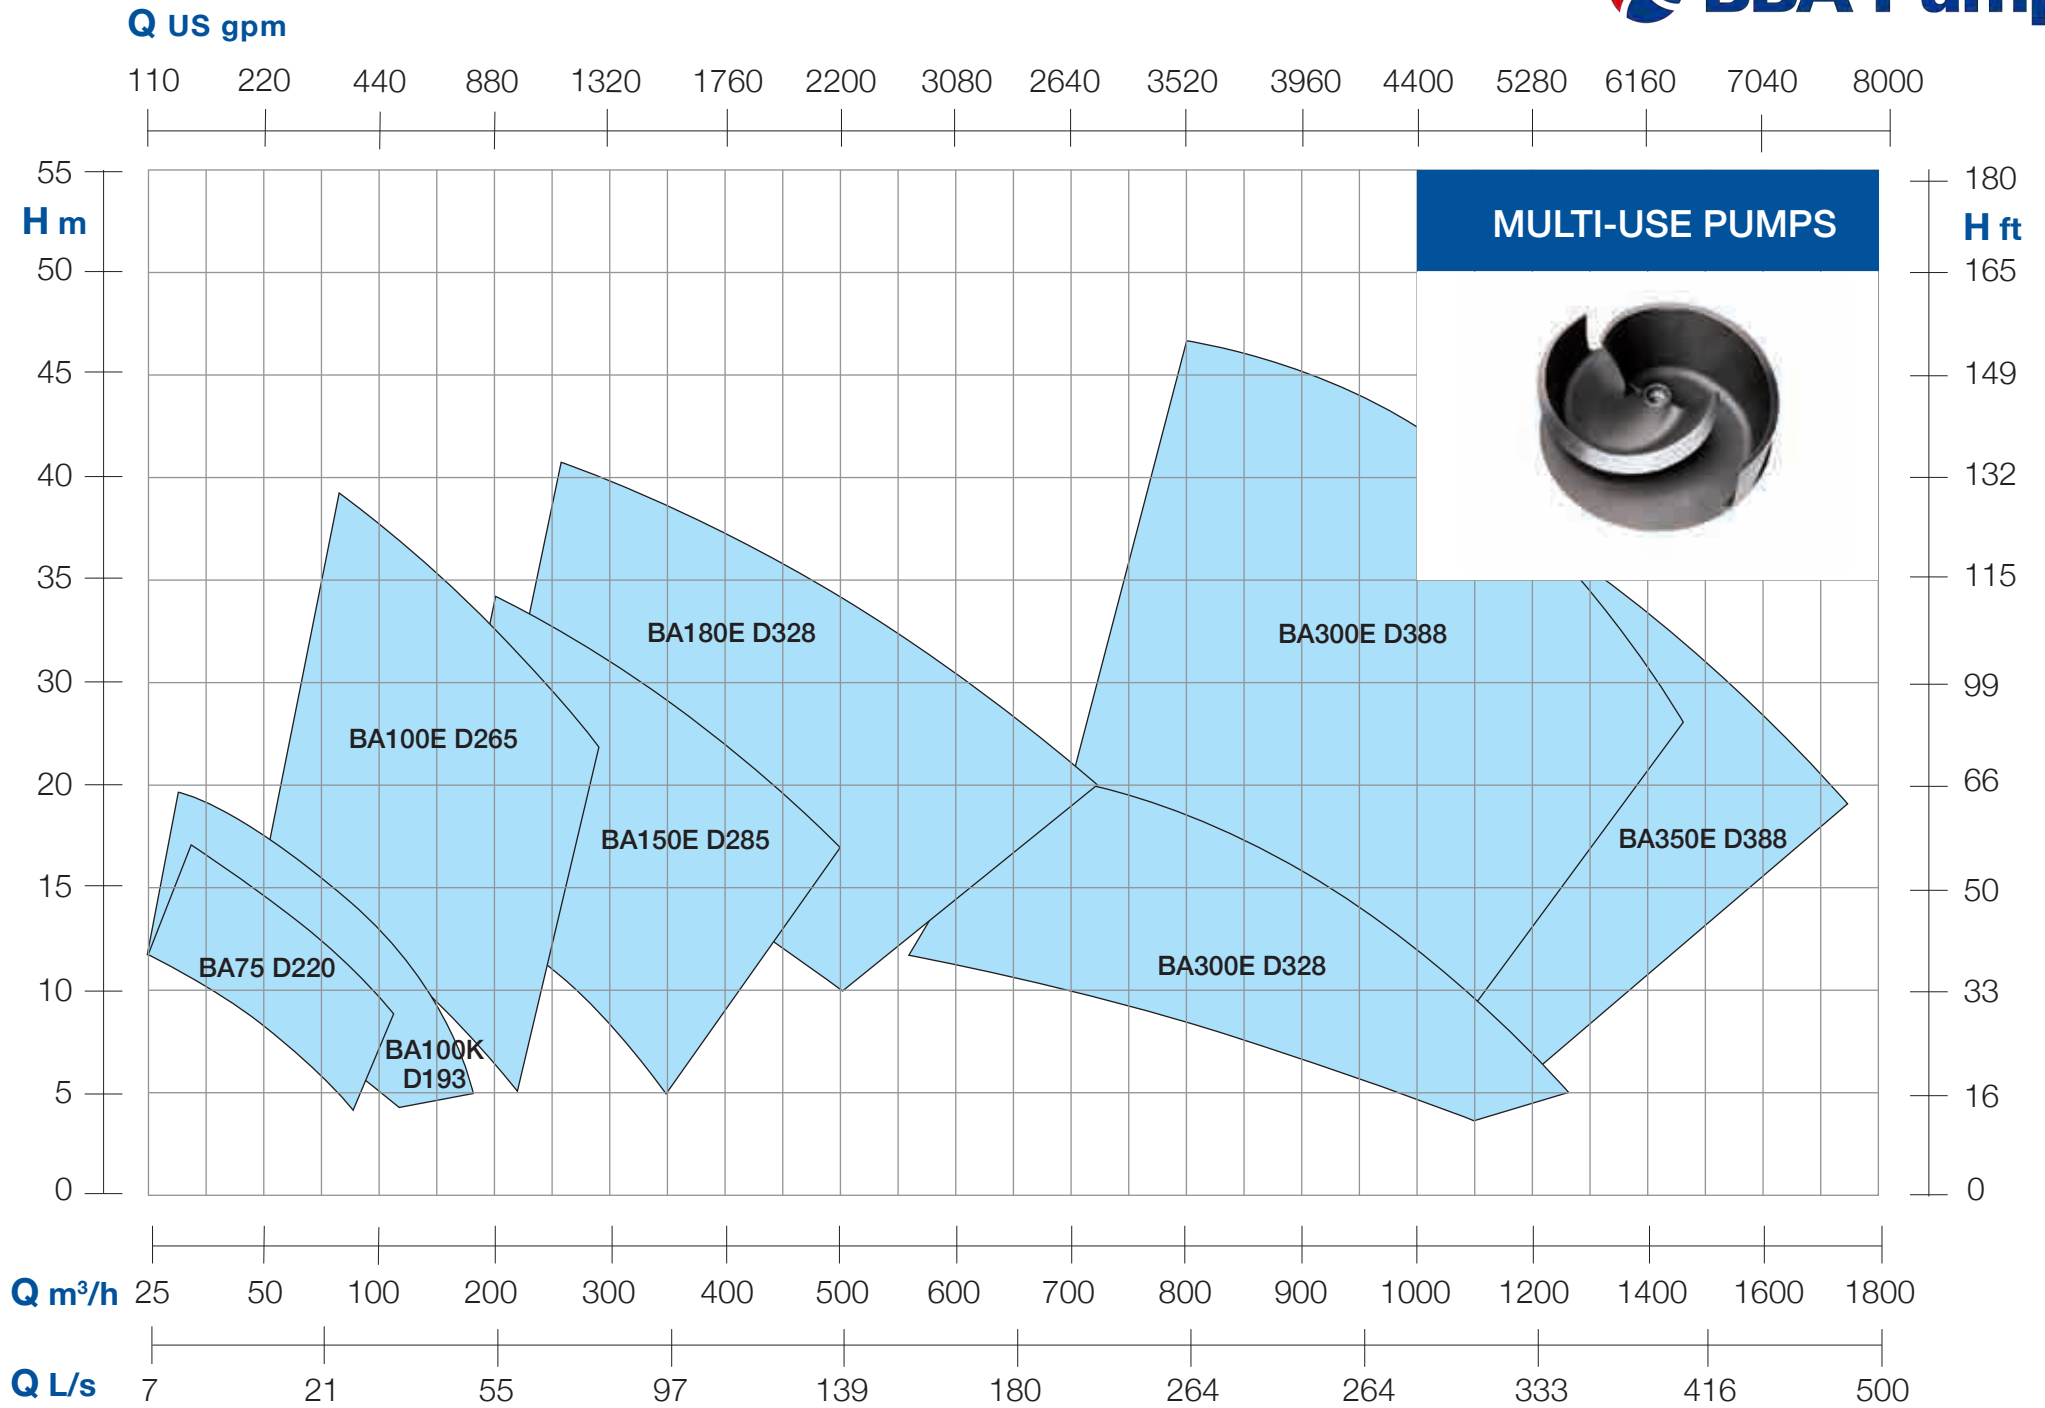 BBA Pump
Q US gpm
110 220 440 880 1320 1760 2200 3080 2640 3520 3960 4400 5280 6160 7040 8000
55 180
H m MULTI-USE PUMPS H ft
50 165
45 149
40 132
35 115
BA180E D328 BA300E D388
30 99
BA100E D265
20 66
BA150E D285 BA350E D388
15 50
BA75 D220 BA300E D328
10 33
BA100K
D193
5 16
0 0
Q m³/h 25 50 100 200 300 400 500 600 700 800 900 1000 1200 1400 1600 1800
Q L/s 7 21 55 97 139 180 264 264 333 416 500